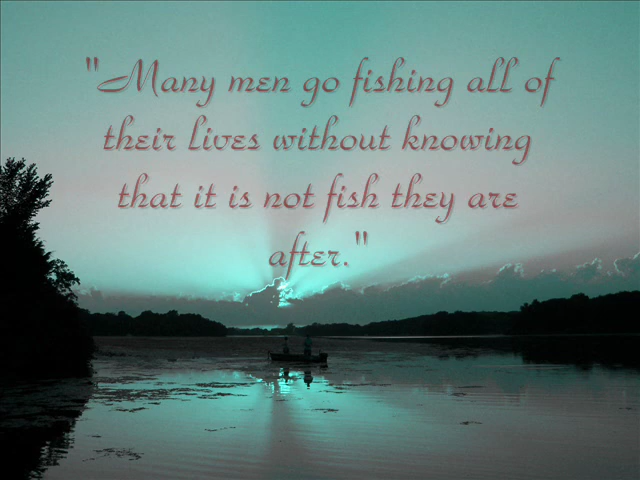 "Many men go fishing all of
their lives without knowing
that it is not fish they are
after."